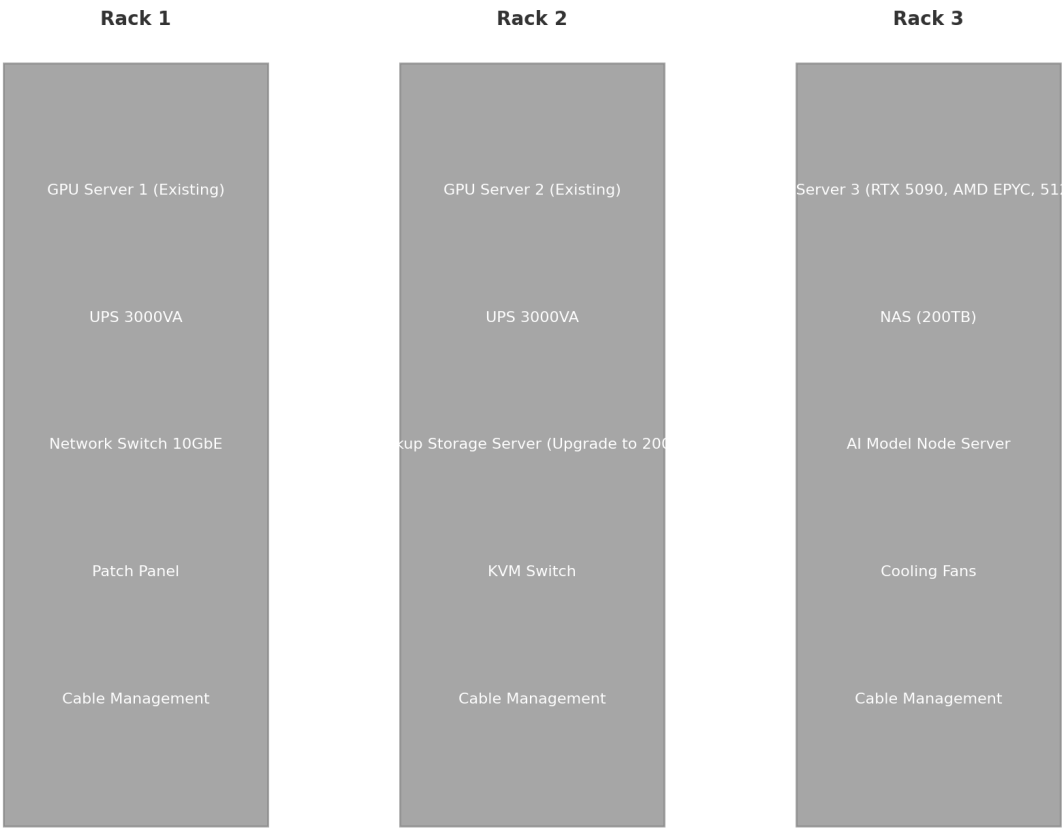 Rack 1
GPU Server 1 (Existing)
UPS 3000VA
Network Switch 10GbE
Patch Panel
Cable Management
Rack 2
GPU Server 2 (Existing)
UPS 3000VA
Storage Server (Upgrade to
KVM Switch
Cable Management
Rack 3
Server 3 (RTX 5090, AMD EPYC,
NAS (200TB)
AI Model Node Server
Cooling Fans
Cable Management